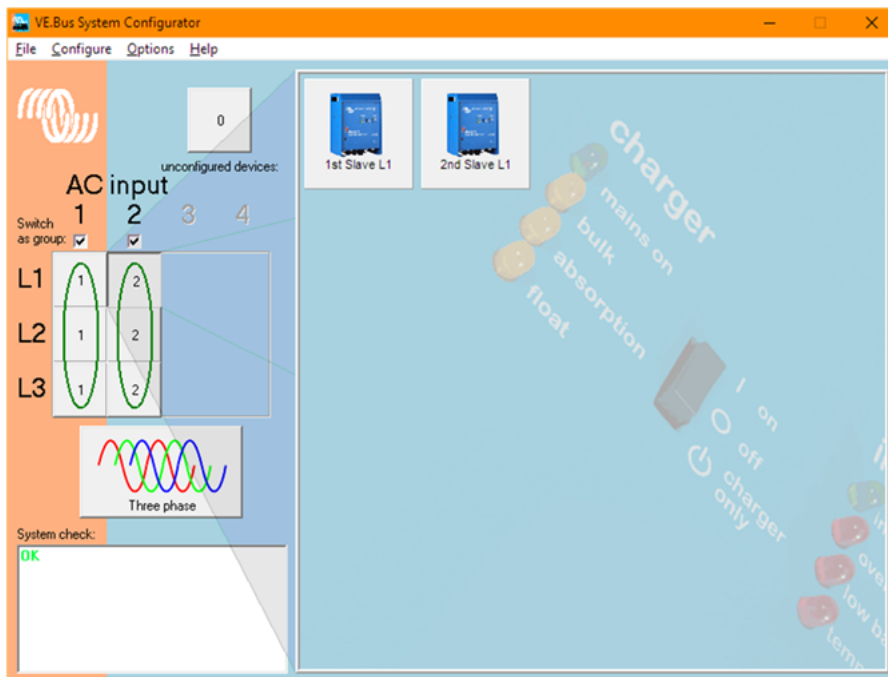 VE.Bus System Configurator
File Configure Options Help
0
unconfigured devices:
AC input
1 2 3 4
Switch
as group:
L1 1 2
L2 1 2
L3 1 2
Three phase
System check:
OK
1st Slave L1
2nd Slave L1
charger
mains on
bulk
absorption
float
on
off
charger
only
low